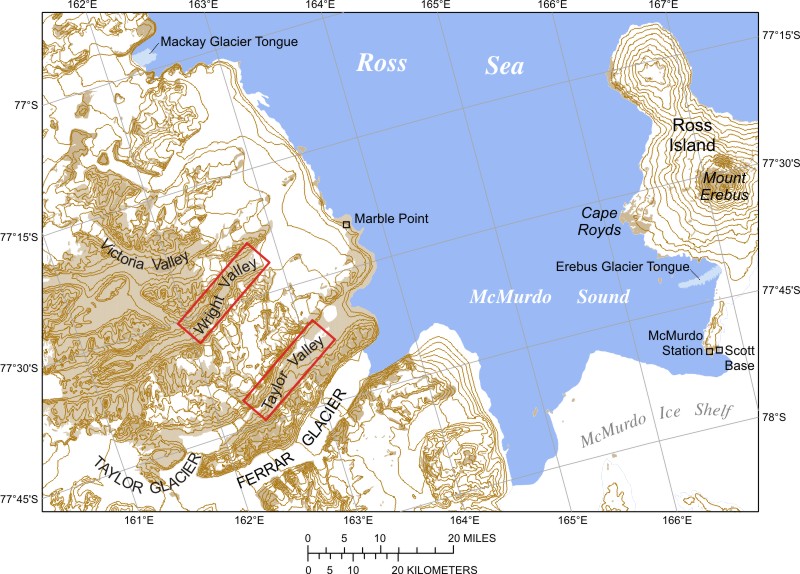 162°E 163°E 164°E 165°E 166°E 167°E
Mackay Glacier Tongue
Ross Sea
77°15'S
77°S
Ross
Island
77°30'S
Mount
Erebus
Cape
Royds
Marble Point
77°15'S
Victoria Valley
Wright Valley
Erebus Glacier Tongue
McMurdo Sound
77°45'S
McMurdo
Station
Scott
Base
Taylor Valley
77°30'S
McMurdo Ice Shelf
78°S
TAYLOR GLACIER
FERRAR GLACIER
77°45'S
161°E 162°E 163°E 164°E 165°E 166°E
0 5 10 20 MILES
0 5 10 20 KILOMETERS